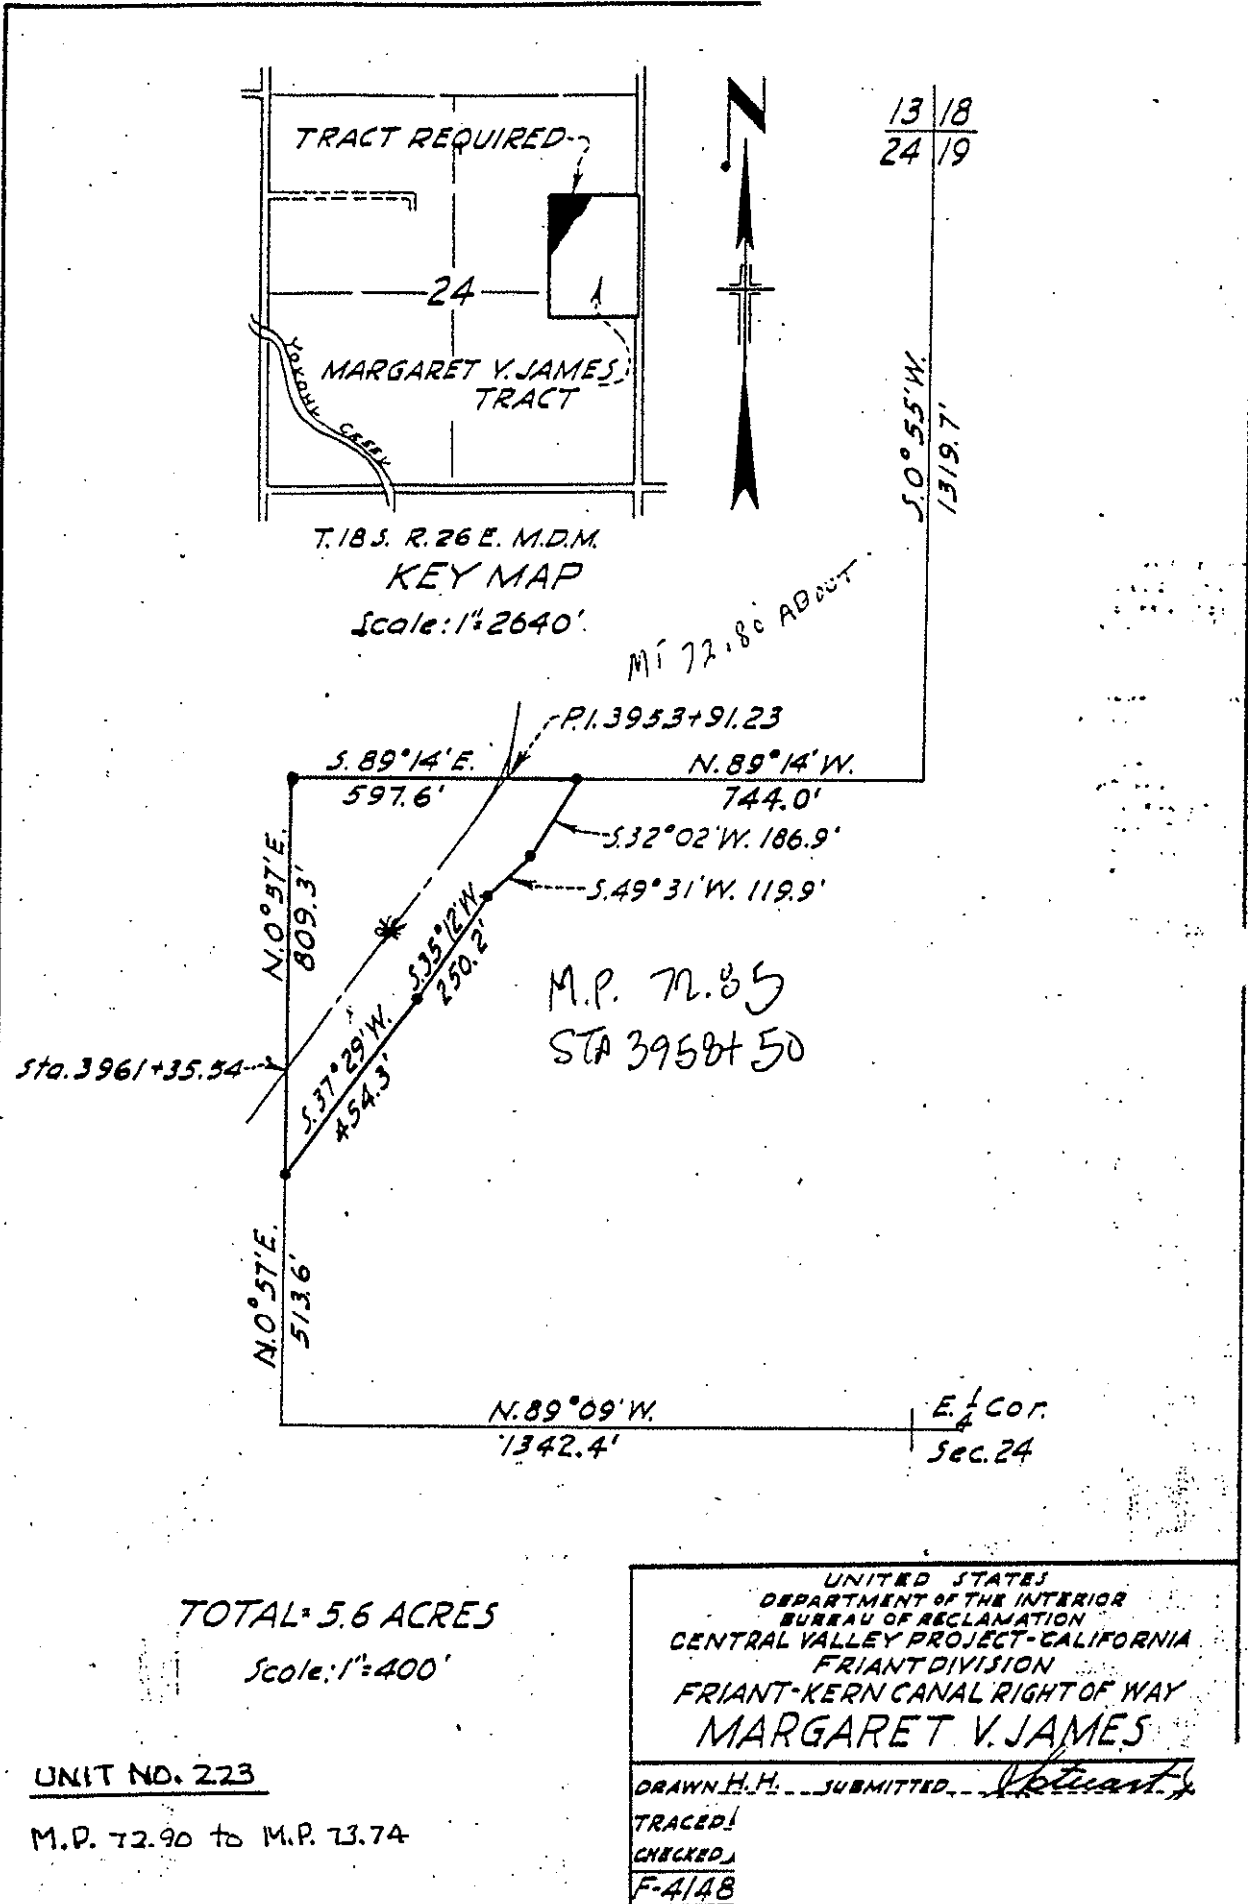 TRACT REQUIRED
13 18
24 19
24
YOKOHL CREEK
MARGARET V. JAMES
TRACT
T.18 S. R.26 E. M.D.M.
KEY MAP
Scale: 1"=2640'.
S.0°55'W.
1319.7'
MI 72.80 ABOUT
P.I. 3953+91.23
S.89°14'E.
597.6'
N.89°14'W.
744.0'
S.32°02'W. 186.9'
S.49°31'W. 119.9'
N.0°57'E.
809.3'
S.35°12'W.
250.2'
M.P. 72.85
STA 3958+50
Sta. 3961+35.54
S.37°29'W.
454.3'
N.0°57'E.
513.6'
N.89°09'W.
1342.4'
E.¼ Cor.
Sec. 24
TOTAL = 5.6 ACRES
Scale: 1"=400'
UNITED STATES
DEPARTMENT OF THE INTERIOR
BUREAU OF RECLAMATION
CENTRAL VALLEY PROJECT-CALIFORNIA
FRIANT DIVISION
FRIANT-KERN CANAL RIGHT OF WAY
MARGARET V. JAMES
DRAWN H.H. SUBMITTED
TRACED
CHECKED
F-4148
UNIT NO. 223
M.P. 72.90 to M.P. 73.74